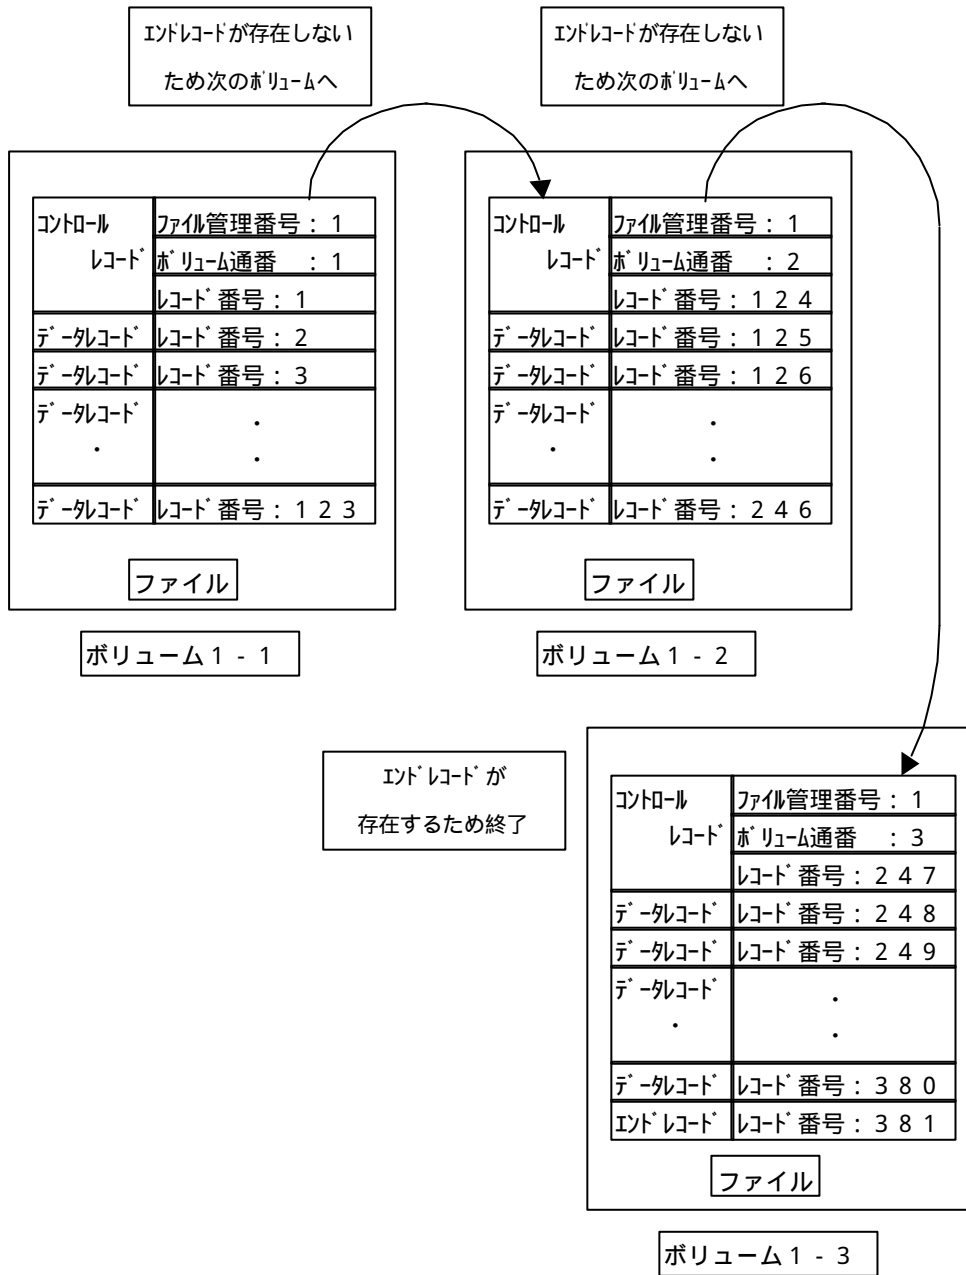 ｴﾝﾄﾞﾚｺｰﾄﾞが存在しない
ため次のﾎﾞﾘｭｰﾑへ
ｴﾝﾄﾞﾚｺｰﾄﾞが存在しない
ため次のﾎﾞﾘｭｰﾑへ
ｺﾝﾄﾛｰﾙ ﾌｧｲﾙ管理番号：１
ﾚｺｰﾄﾞ ﾎﾞﾘｭｰﾑ通番　：１
ﾚｺｰﾄﾞ番号：１
ﾃﾞｰﾀﾚｺｰﾄﾞ ﾚｺｰﾄﾞ番号：２
ﾃﾞｰﾀﾚｺｰﾄﾞ ﾚｺｰﾄﾞ番号：３
ﾃﾞｰﾀﾚｺｰﾄﾞ ・
・ ・
ﾃﾞｰﾀﾚｺｰﾄﾞ ﾚｺｰﾄﾞ番号：１２３
ファイル
ボリューム１‐１
ｺﾝﾄﾛｰﾙ ﾌｧｲﾙ管理番号：１
ﾚｺｰﾄﾞ ﾎﾞﾘｭｰﾑ通番　：２
ﾚｺｰﾄﾞ番号：１２４
ﾃﾞｰﾀﾚｺｰﾄﾞ ﾚｺｰﾄﾞ番号：１２５
ﾃﾞｰﾀﾚｺｰﾄﾞ ﾚｺｰﾄﾞ番号：１２６
ﾃﾞｰﾀﾚｺｰﾄﾞ ・
・ ・
ﾃﾞｰﾀﾚｺｰﾄﾞ ﾚｺｰﾄﾞ番号：２４６
ファイル
ボリューム１‐２
ｴﾝﾄﾞﾚｺｰﾄﾞが
存在するため終了
ｺﾝﾄﾛｰﾙ ﾌｧｲﾙ管理番号：１
ﾚｺｰﾄﾞ ﾎﾞﾘｭｰﾑ通番　：３
ﾚｺｰﾄﾞ番号：２４７
ﾃﾞｰﾀﾚｺｰﾄﾞ ﾚｺｰﾄﾞ番号：２４８
ﾃﾞｰﾀﾚｺｰﾄﾞ ﾚｺｰﾄﾞ番号：２４９
ﾃﾞｰﾀﾚｺｰﾄﾞ ・
・ ・
ﾃﾞｰﾀﾚｺｰﾄﾞ ﾚｺｰﾄﾞ番号：３８０
ｴﾝﾄﾞﾚｺｰﾄﾞ ﾚｺｰﾄﾞ番号：３８１
ファイル
ボリューム１‐３